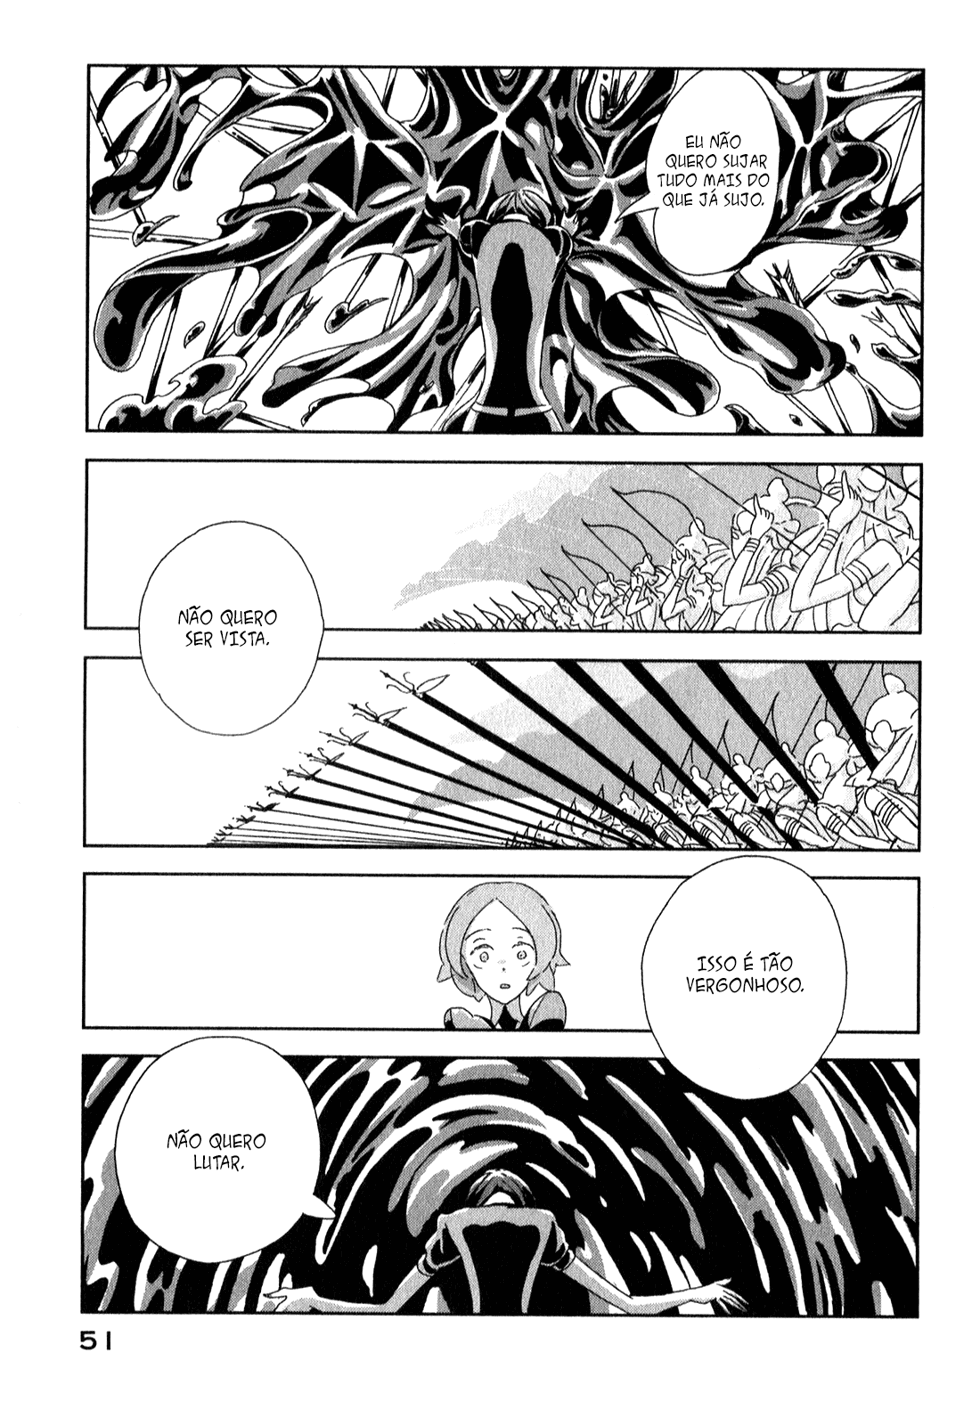 EU NÃO
QUERO SUJAR
TUDO MAIS DO
QUE JÁ SUJO.
NÃO QUERO
SER VISTA.
ISSO É TÃO
VERGONHOSO.
NÃO QUERO
LUTAR.
51